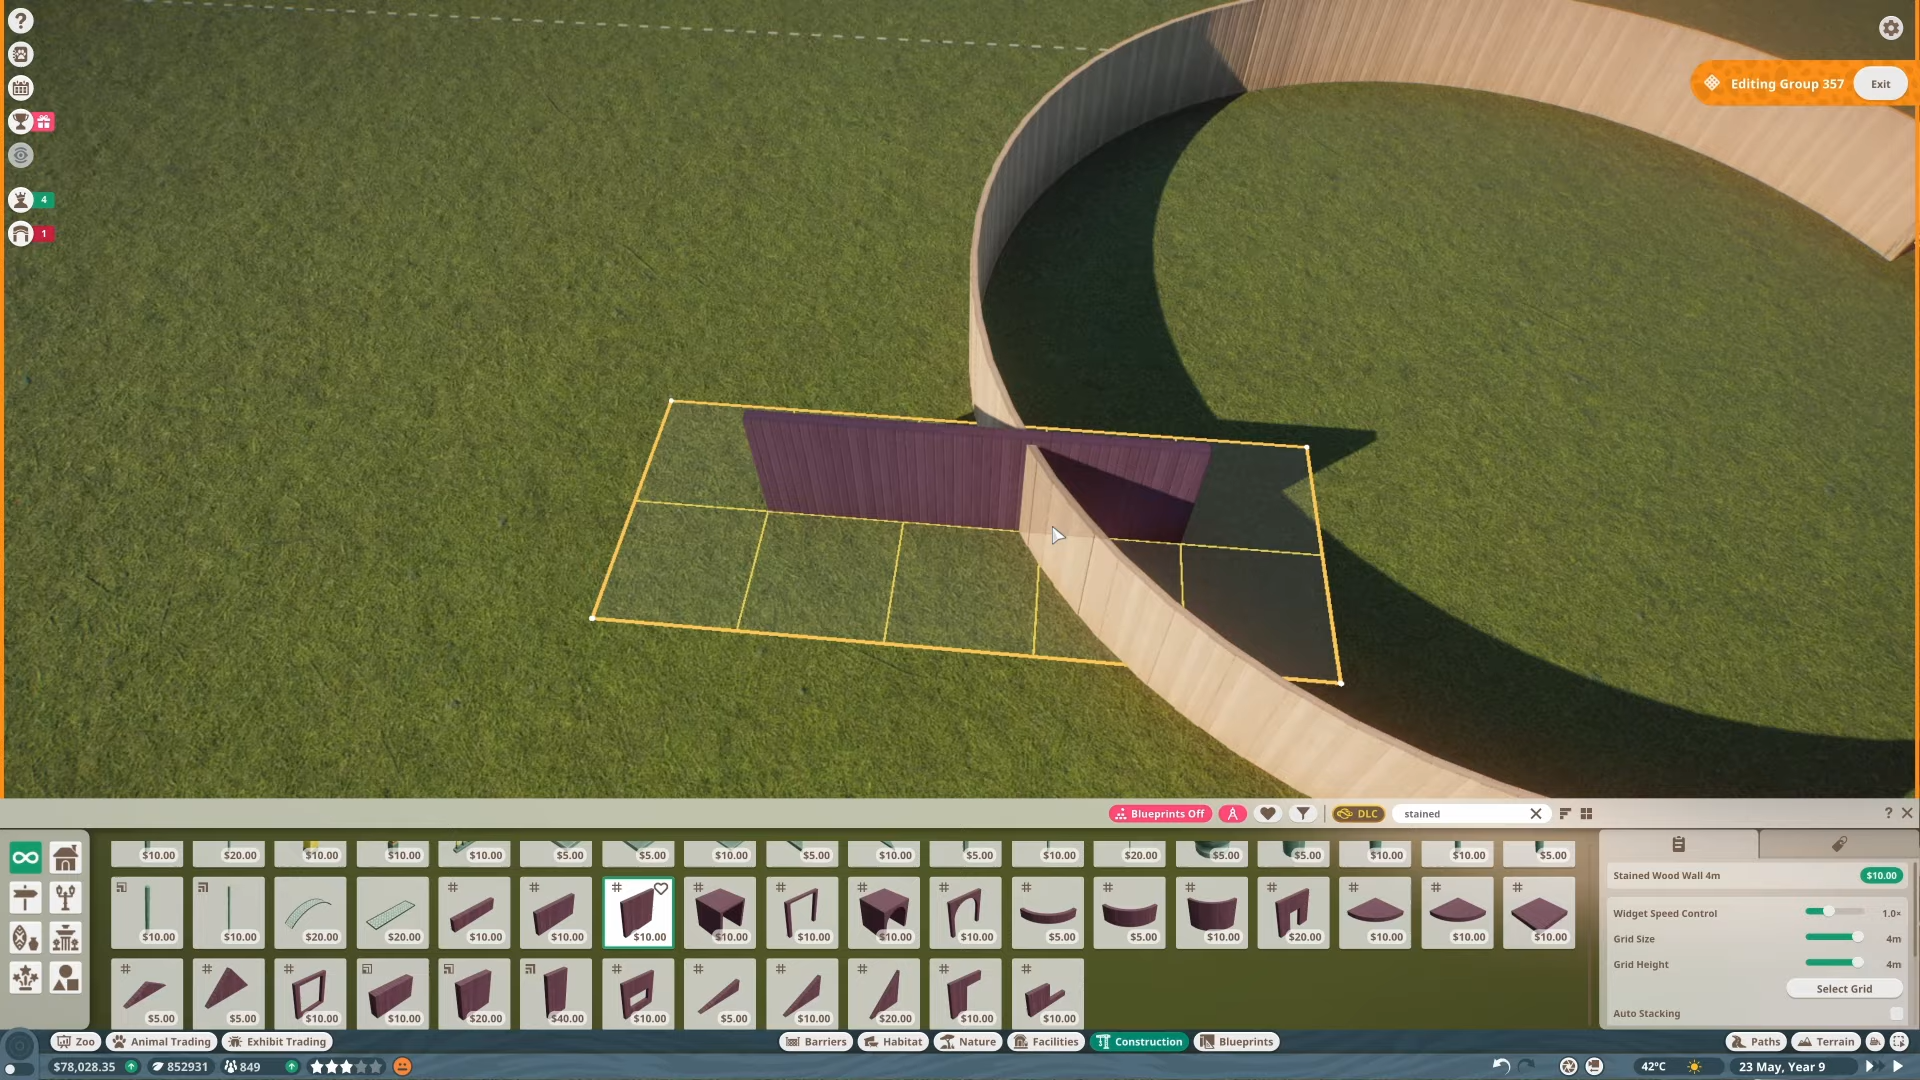 ?
Editing Group 357 Exit
4
1
Blueprints Off DLC stained ?
$10.00 $20.00 $10.00 $10.00 $10.00 $5.00 $5.00 $10.00 $5.00 $10.00 $5.00 $10.00 $20.00 $5.00 $5.00 $10.00 $10.00 $5.00
$10.00 $10.00 $20.00 $20.00 $10.00 $10.00 $10.00 $10.00 $10.00 $10.00 $10.00 $5.00 $5.00 $10.00 $20.00 $10.00 $10.00 $10.00
$5.00 $5.00 $10.00 $10.00 $20.00 $40.00 $10.00 $5.00 $10.00 $20.00 $10.00 $10.00
Stained Wood Wall 4m $10.00
Widget Speed Control 1.0×
Grid Size 4m
Grid Height 4m
Select Grid
Auto Stacking
Zoo Animal Trading Exhibit Trading Barriers Habitat Nature Facilities Construction Blueprints Paths Terrain
$78,028.35 852931 849 42°C 23 May, Year 9